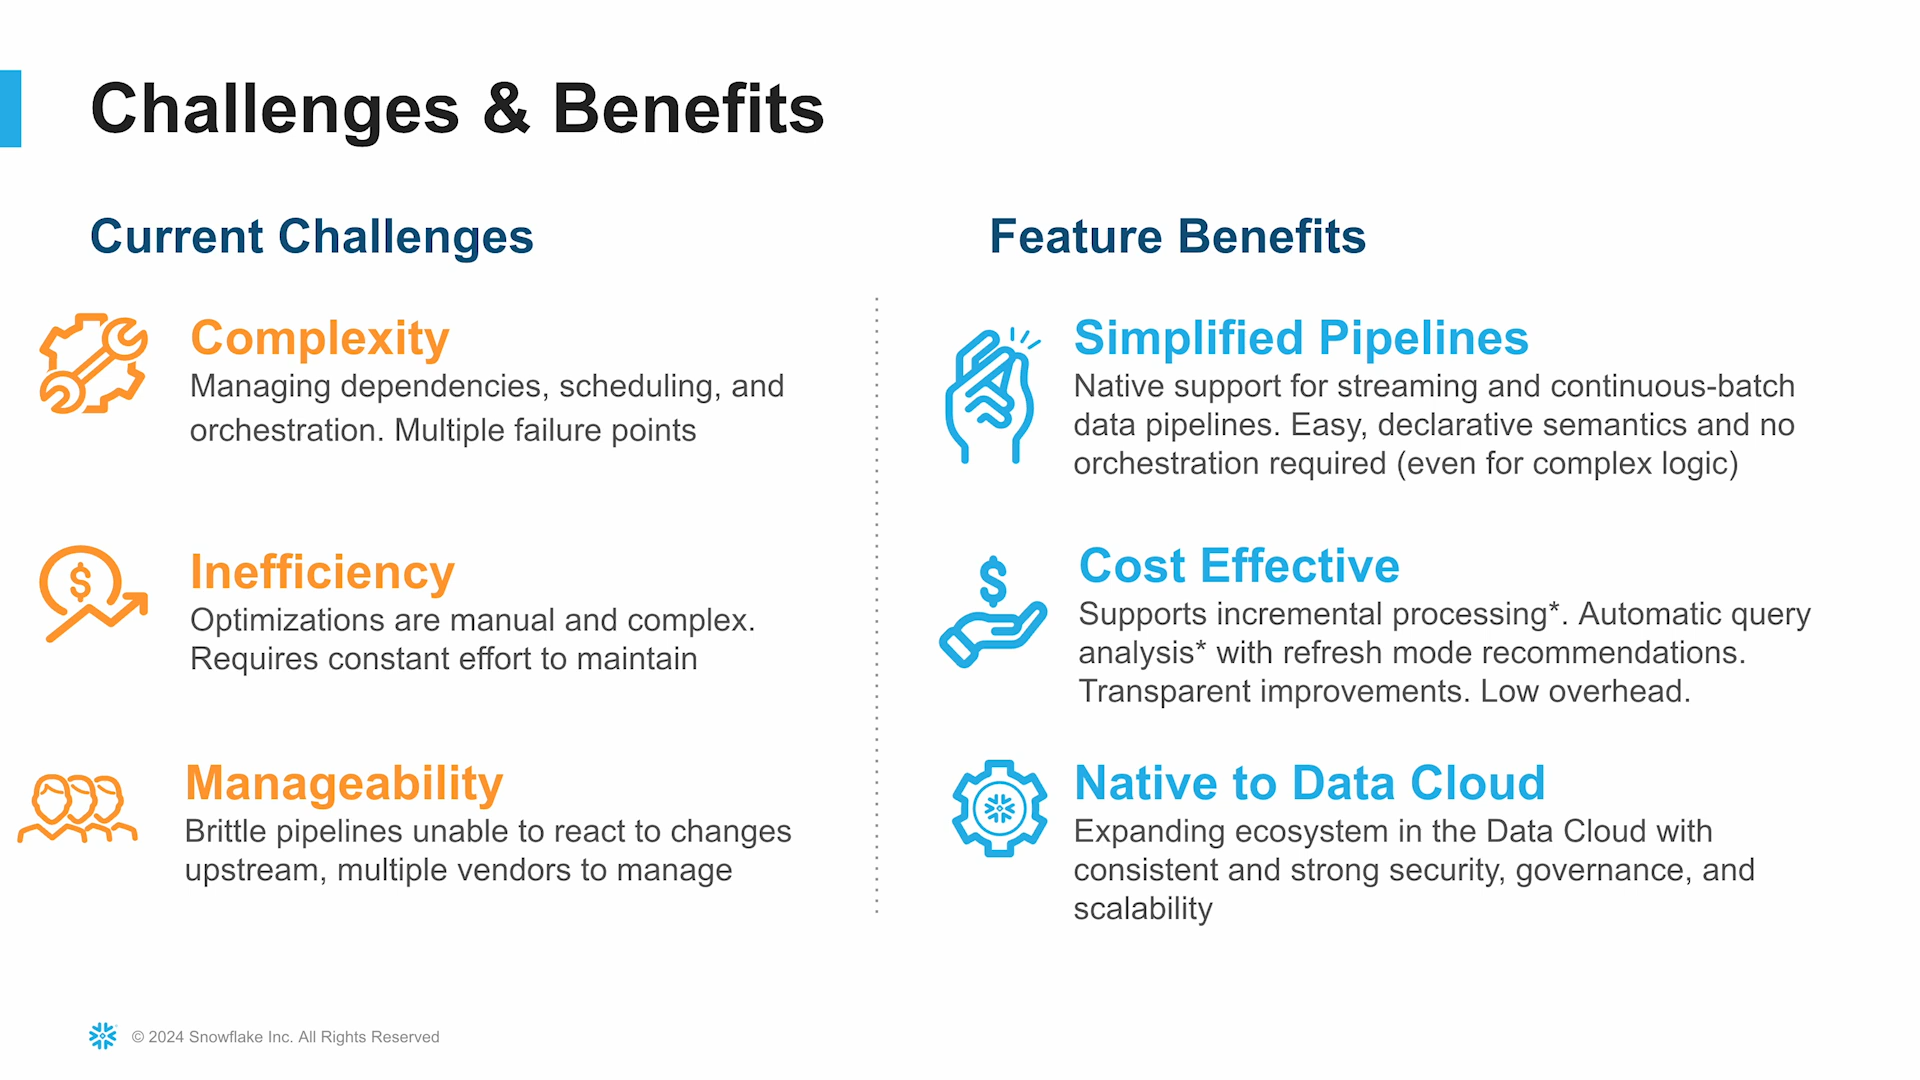 Challenges & Benefits
Current Challenges
Complexity
Managing dependencies, scheduling, and
orchestration. Multiple failure points
$
Inefficiency
Optimizations are manual and complex.
Requires constant effort to maintain
Manageability
Brittle pipelines unable to react to changes
upstream, multiple vendors to manage
Feature Benefits
Simplified Pipelines
Native support for streaming and continuous-batch
data pipelines. Easy, declarative semantics and no
orchestration required (even for complex logic)
$
Cost Effective
Supports incremental processing*. Automatic query
analysis* with refresh mode recommendations.
Transparent improvements. Low overhead.
Native to Data Cloud
Expanding ecosystem in the Data Cloud with
consistent and strong security, governance, and
scalability
© 2024 Snowflake Inc. All Rights Reserved